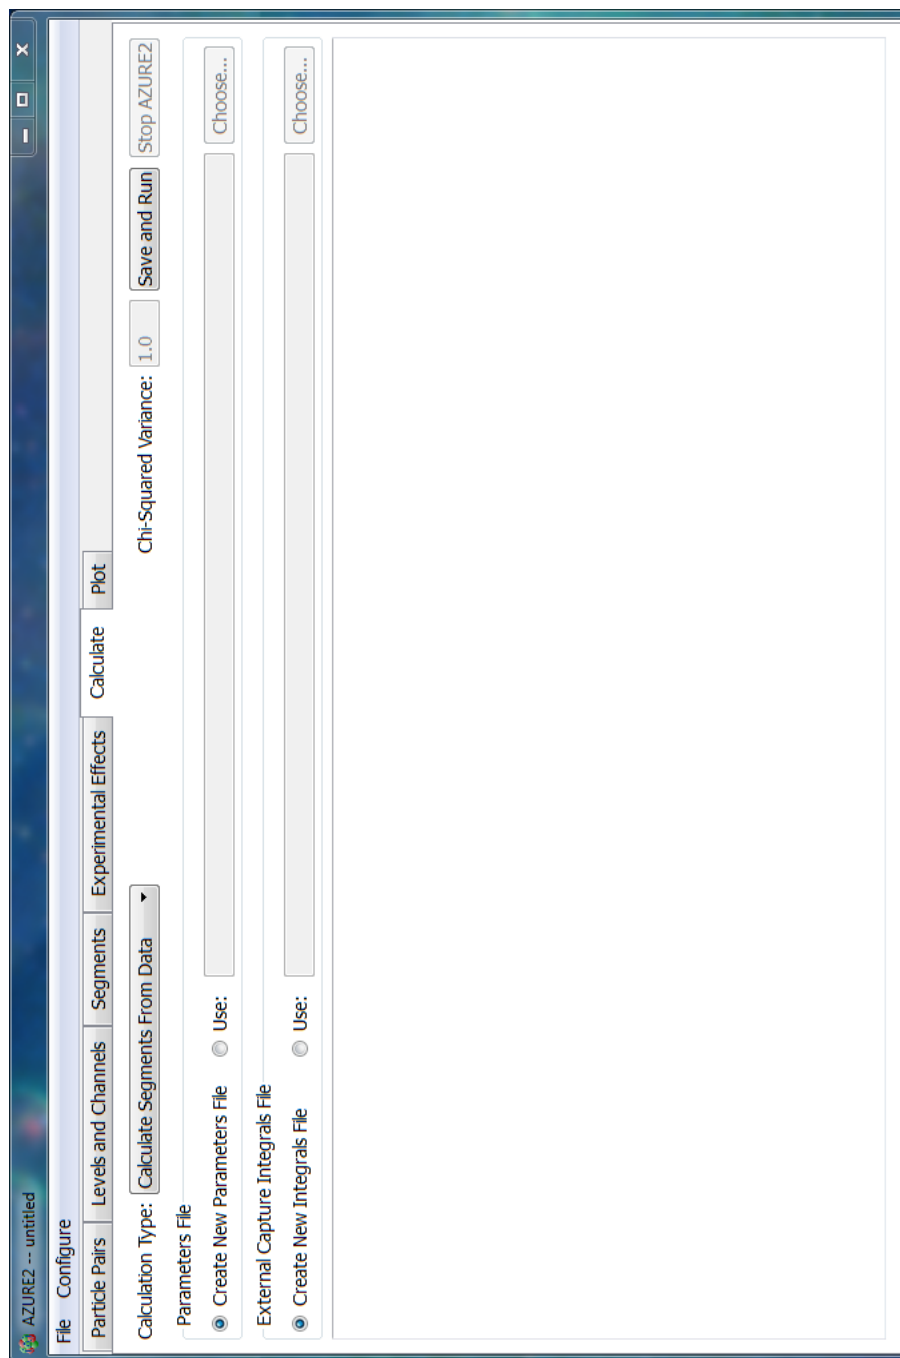 AZURE2 -- untitled
File Configure
Particle Pairs Levels and Channels Segments Experimental Effects Calculate Plot
Calculation Type: Calculate Segments From Data Chi-Squared Variance: 1.0 Save and Run Stop AZURE2
Parameters File
Create New Parameters File Use: Choose...
External Capture Integrals File
Create New Integrals File Use: Choose...